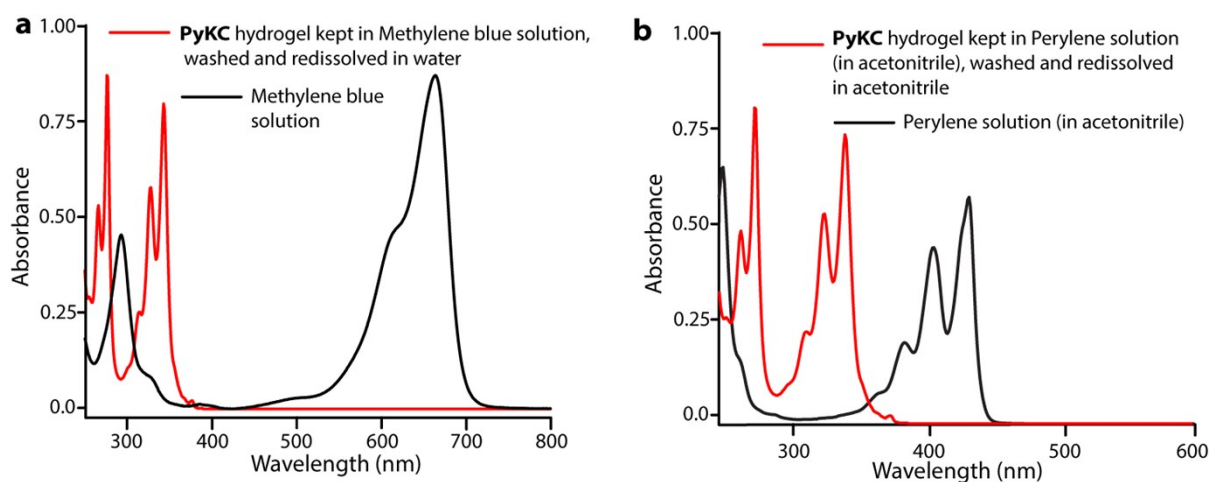 a
1.00
0.75
0.50
0.25
0.0
Absorbance
PyKC hydrogel kept in Methylene blue solution,
washed and redissolved in water
Methylene blue
solution
300
400
500
600
700
800
Wavelength (nm)
b
1.00
0.75
0.50
0.25
0.0
Absorbance
PyKC hydrogel kept in Perylene solution
(in acetonitrile), washed and redissolved
in acetonitrile
Perylene solution (in acetonitrile)
300
400
500
600
Wavelength (nm)